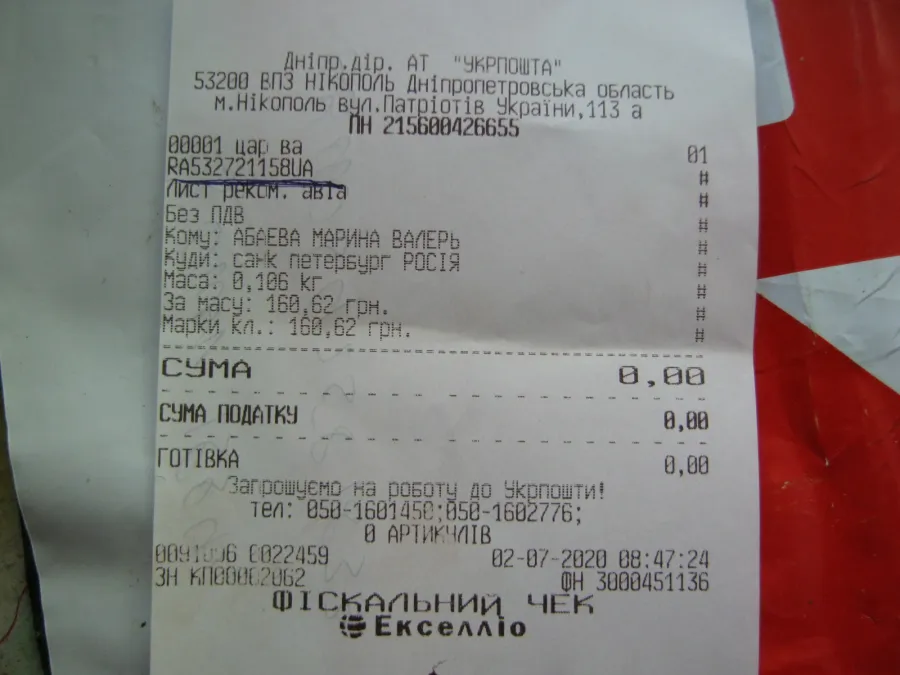 Дніпр.дір. АТ "УКРПОШТА"
53200 ВПЗ НІКОПОЛЬ Дніпропетровська область
м.Нікополь вул.Патріотів України,113 а
ПН 215600426655
00001 цар ва 01
RA532721158UA #
Лист реком. авіа #
Без ПДВ #
Кому: АБАЕВА МАРИНА ВАЛЕРЬ #
Куди: санк петербург РОСІЯ #
Маса: 0,106 кг #
За масу: 160,62 грн. #
Марки кл.: 160,62 грн. #
СУМА 0,00
СУМА ПОДАТКУ 0,00
ГОТІВКА 0,00
Загрошуємо на роботу до Укрпошти!
тел: 050-1601450;050-1602776;
0 АРТИКУЛІВ
0022459 02-07-2020 08:47:24
ЗН КП00002062 ФН 3000451136
ФІСКАЛЬНИЙ ЧЕК
Екселліо